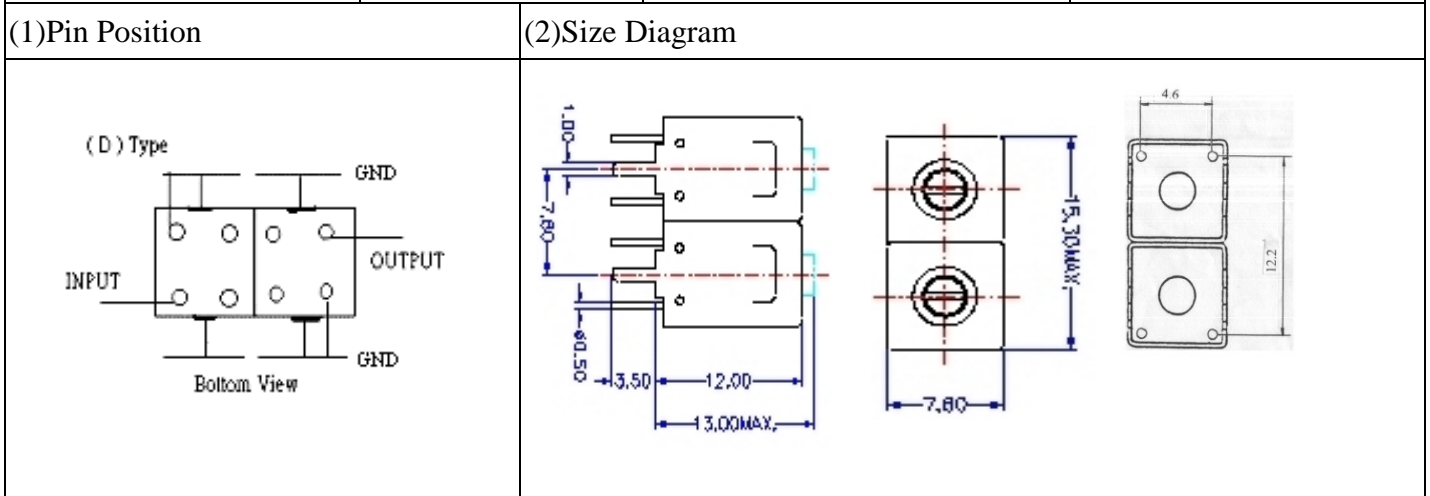 (1)Pin Position
(2)Size Diagram
( D ) Type
GND
OUTPUT
INPUT
GND
Bottom View
1.00
7.80
ø0.50
3.50
12.00
13.00MAX.
15.30MAX.
7.80
4.6
12.2